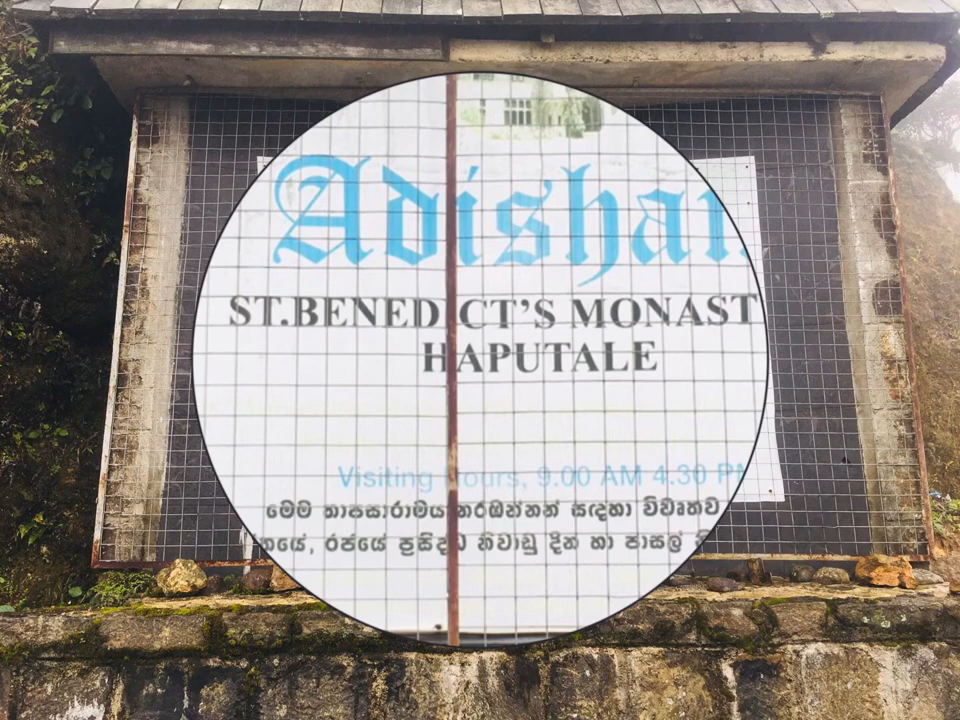 Adishan
ST.BENEDICT'S MONAST
HAPUTALE
Visiting Hours, 9.00 AM 4.30 PM
මෙම තාපසාරාමය නරඹන්නන් සඳහා විවෘතව
රජයේ ප්‍රසිද්ධ නිවාඩු දින හා පාසල්